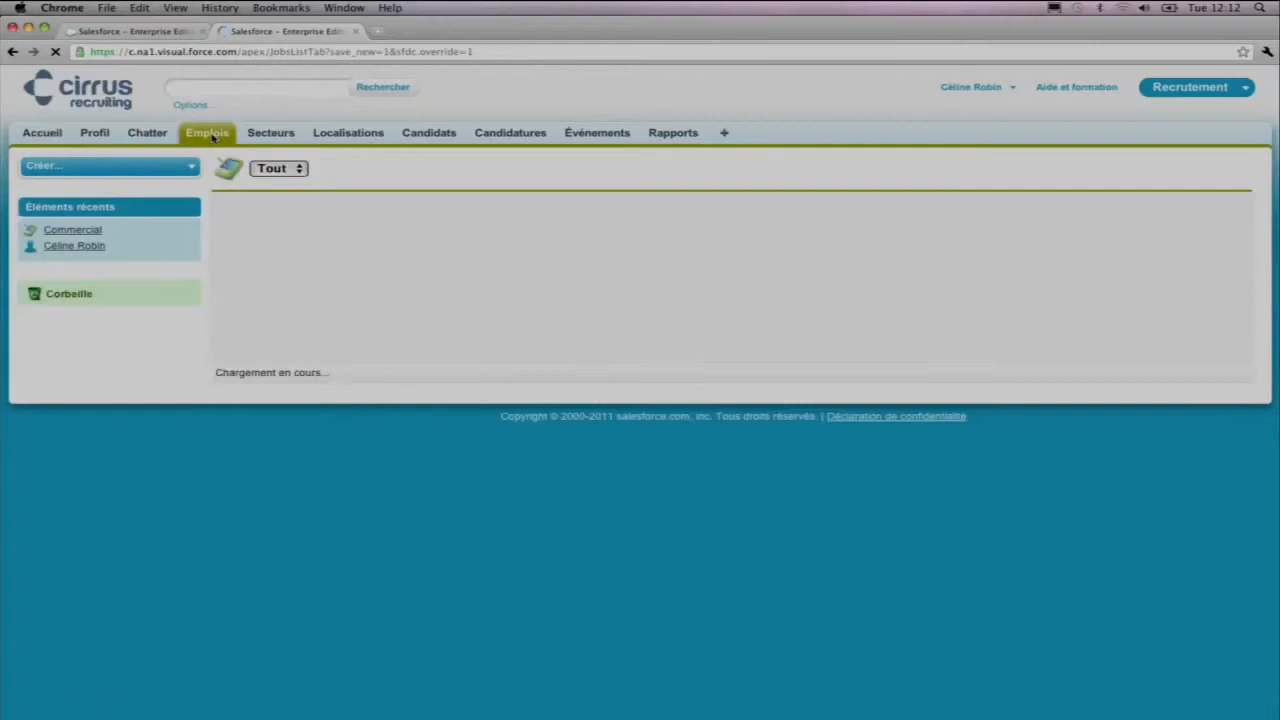 Chrome File Edit View History Bookmarks Window Help Tue 12:12
Salesforce – Enterprise Edit Salesforce – Enterprise Edit
https://c.na1.visual.force.com/apex/JobsListTab?save_new=1&sfdc.override=1
cirrus
recruiting
Rechercher
Options...
Céline Robin Aide et formation Recrutement
Accueil Profil Chatter Emplois Secteurs Localisations Candidats Candidatures Événements Rapports +
Créer...
Tout
Éléments récents
Commercial
Céline Robin
Corbeille
Chargement en cours...
Copyright © 2000-2011 salesforce.com, inc. Tous droits réservés. | Déclaration de confidentialité